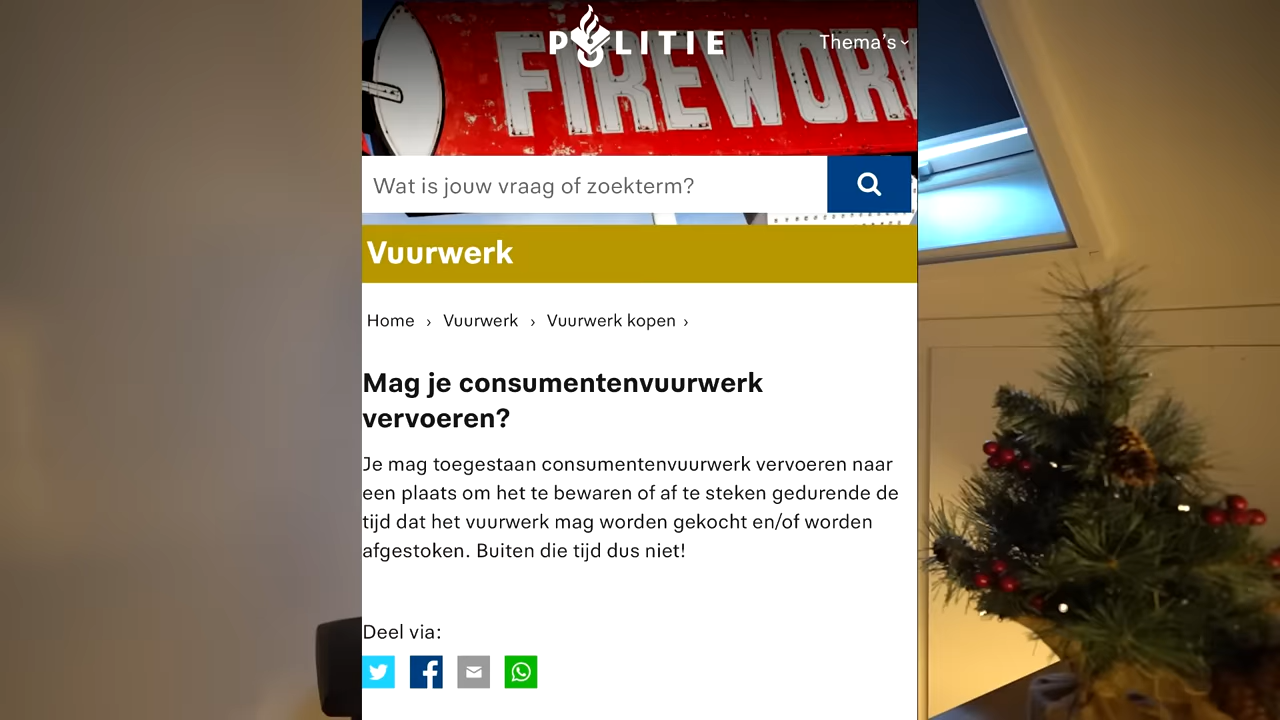 POLITIE
Thema's
FIREWOR
Wat is jouw vraag of zoekterm?
Vuurwerk
Home › Vuurwerk › Vuurwerk kopen ›
Mag je consumentenvuurwerk
vervoeren?
Je mag toegestaan consumentenvuurwerk vervoeren naar
een plaats om het te bewaren of af te steken gedurende de
tijd dat het vuurwerk mag worden gekocht en/of worden
afgestoken. Buiten die tijd dus niet!
Deel via: